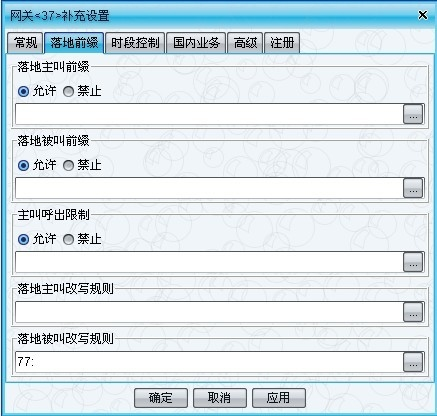 网关<37>补充设置
常规 落地前缀 时段控制 国内业务 高级 注册
落地主叫前缀
允许 禁止
...
落地被叫前缀
允许 禁止
...
主叫呼出限制
允许 禁止
...
落地主叫改写规则
...
落地被叫改写规则
77: ...
确定 取消 应用